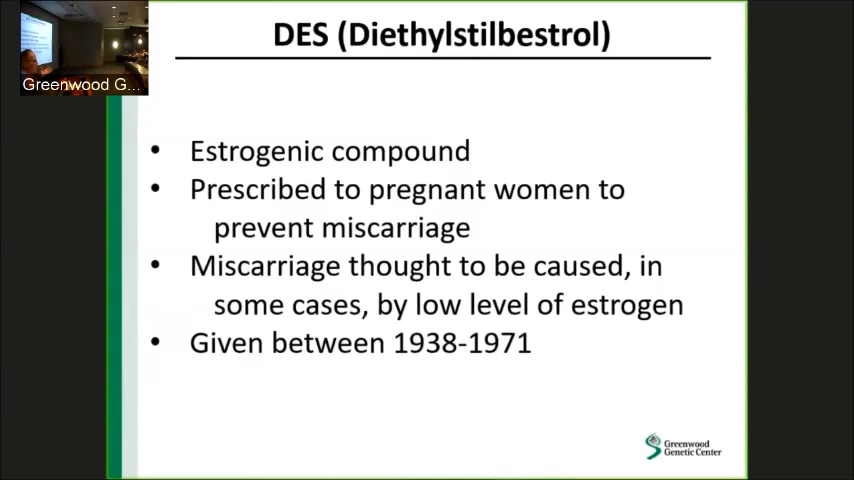 Greenwood G...
DES (Diethylstilbestrol)
• Estrogenic compound
• Prescribed to pregnant women to
prevent miscarriage
• Miscarriage thought to be caused, in
some cases, by low level of estrogen
• Given between 1938-1971
Greenwood
Genetic Center